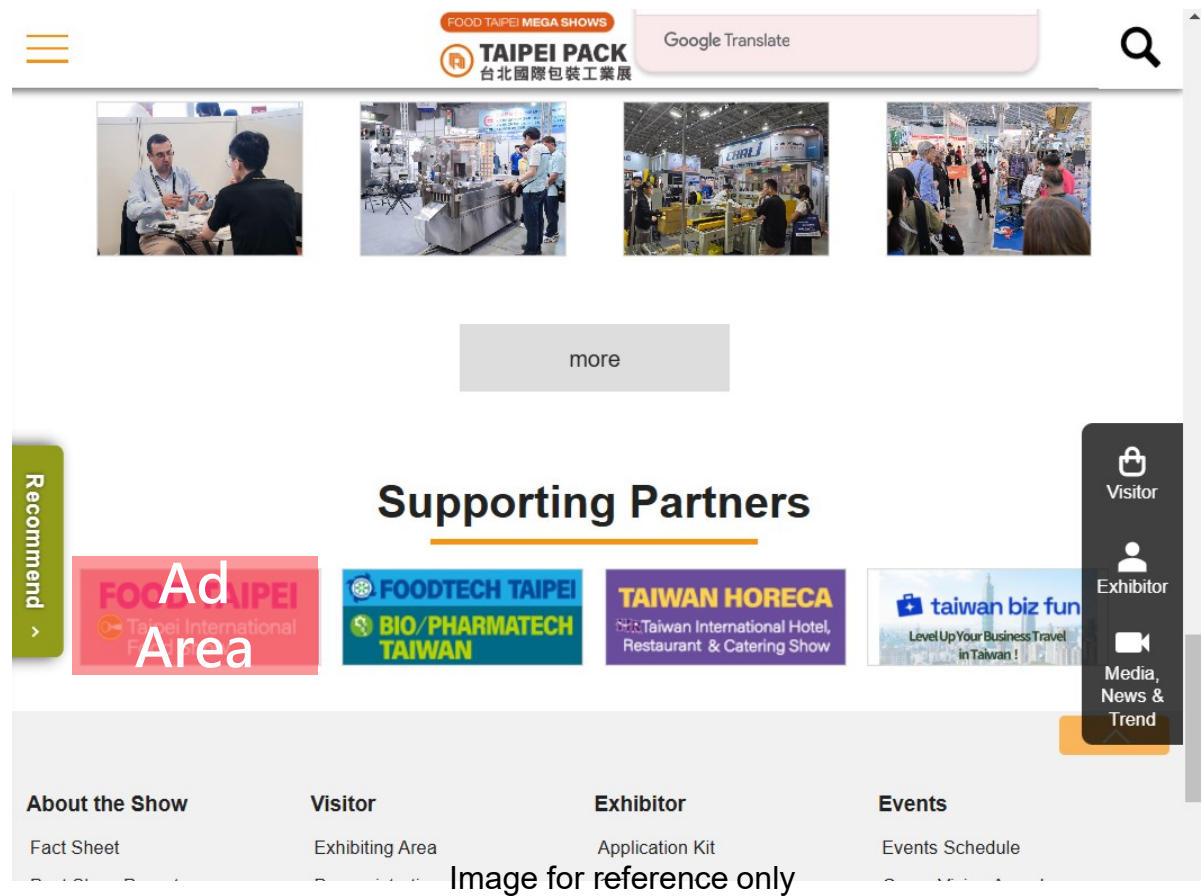 FOOD TAIPEI MEGA SHOWS
TAIPEI PACK
台北國際包裝工業展
Google Translate
CHALI
more
Recommend
Supporting Partners
Visitor
Exhibitor
Media,
News &
Trend
FOOD TAIPEI
Taipei International
Ad
Area
FOODTECH TAIPEI
BIO/PHARMATECH
TAIWAN
TAIWAN HORECA
Taiwan International Hotel,
Restaurant & Catering Show
taiwan biz fun
Level Up Your Business Travel
in Taiwan !
About the Show
Visitor
Exhibitor
Events
Fact Sheet
Exhibiting Area
Application Kit
Events Schedule
Image for reference only